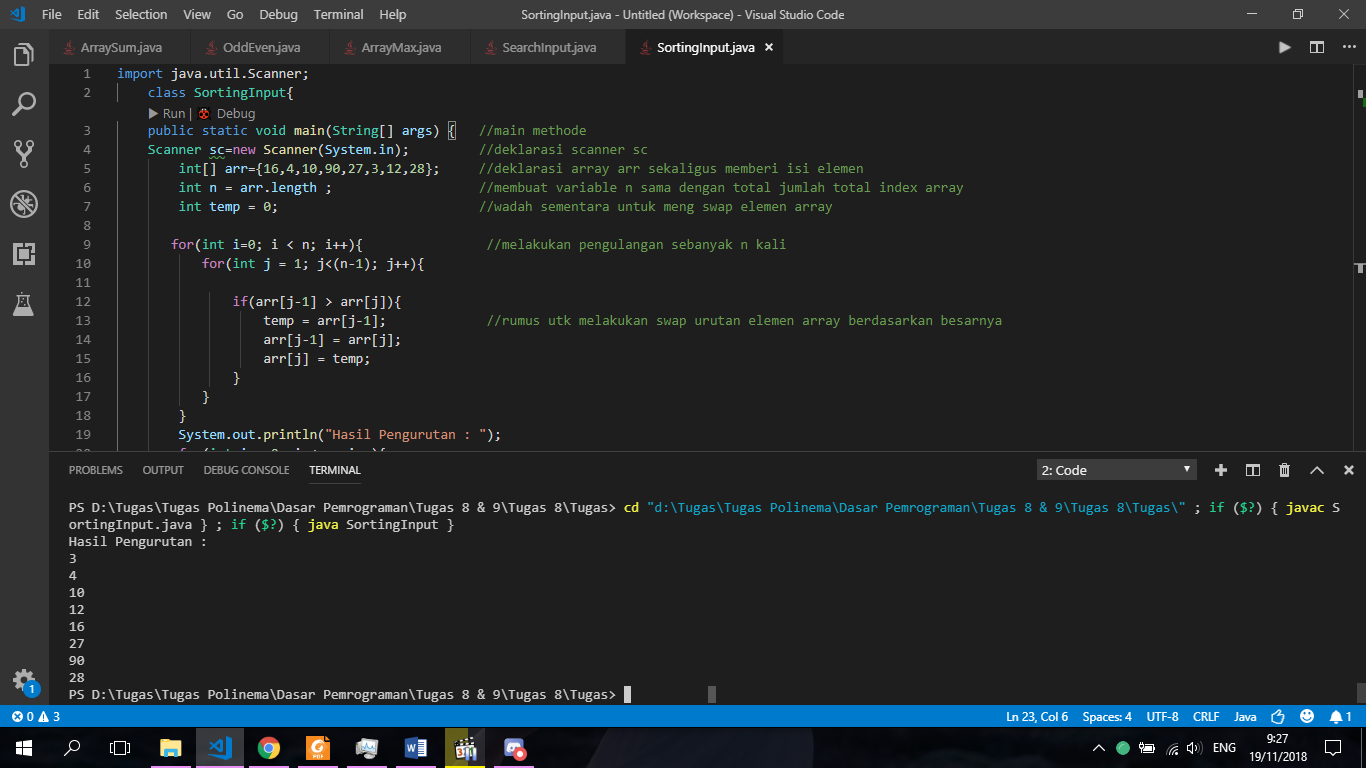 File Edit Selection View Go Debug Terminal Help SortingInput.java - Untitled (Workspace) - Visual Studio Code
ArraySum.java OddEven.java ArrayMax.java SearchInput.java SortingInput.java
1 import java.util.Scanner;
2 class SortingInput{
Run | Debug
3 public static void main(String[] args) { //main methode
4 Scanner sc=new Scanner(System.in); //deklarasi scanner sc
5 int[] arr={16,4,10,90,27,3,12,28}; //deklarasi array arr sekaligus memberi isi elemen
6 int n = arr.length ; //membuat variable n sama dengan total jumlah total index array
7 int temp = 0; //wadah sementara untuk meng swap elemen array
8
9 for(int i=0; i < n; i++){ //melakukan pengulangan sebanyak n kali
10 for(int j = 1; j<(n-1); j++){
11
12 if(arr[j-1] > arr[j]){
13 temp = arr[j-1]; //rumus utk melakukan swap urutan elemen array berdasarkan besarnya
14 arr[j-1] = arr[j];
15 arr[j] = temp;
16 }
17 }
18 }
19 System.out.println("Hasil Pengurutan : ");
PROBLEMS OUTPUT DEBUG CONSOLE TERMINAL 2: Code
PS D:\Tugas\Tugas Polinema\Dasar Pemrograman\Tugas 8 & 9\Tugas 8\Tugas> cd "d:\Tugas\Tugas Polinema\Dasar Pemrograman\Tugas 8 & 9\Tugas 8\Tugas\" ; if ($?) { javac S
ortingInput.java } ; if ($?) { java SortingInput }
Hasil Pengurutan :
3
4
10
12
16
27
90
28
PS D:\Tugas\Tugas Polinema\Dasar Pemrograman\Tugas 8 & 9\Tugas 8\Tugas>
1
0 3 Ln 23, Col 6 Spaces: 4 UTF-8 CRLF Java 1
ENG 9:27
19/11/2018